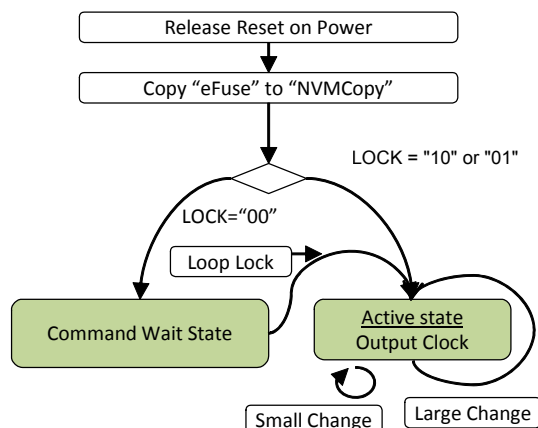 Release Reset on Power
Copy “eFuse” to “NVMCopy”
LOCK = "10" or "01"
LOCK=“00”
Loop Lock
Command Wait State
Active state
Output Clock
Small Change
Large Change